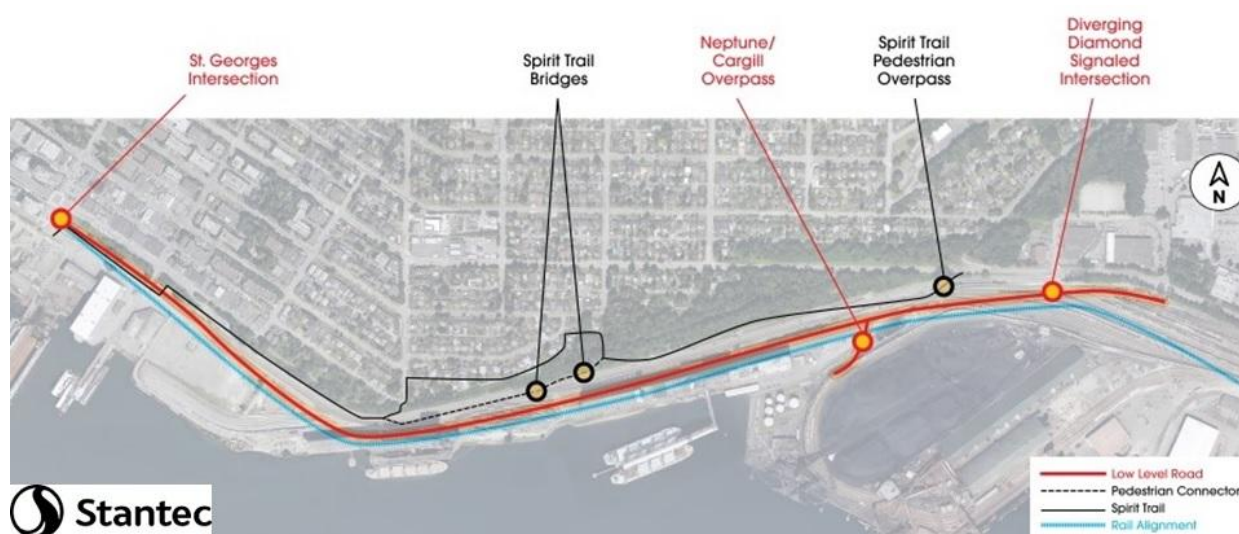 St. Georges
Intersection
Spirit Trail
Bridges
Neptune/
Cargill
Overpass
Spirit Trail
Pedestrian
Overpass
Diverging
Diamond
Signaled
Intersection
N
Low Level Road
Pedestrian Connector
Spirit Trail
Rail Alignment
Stantec